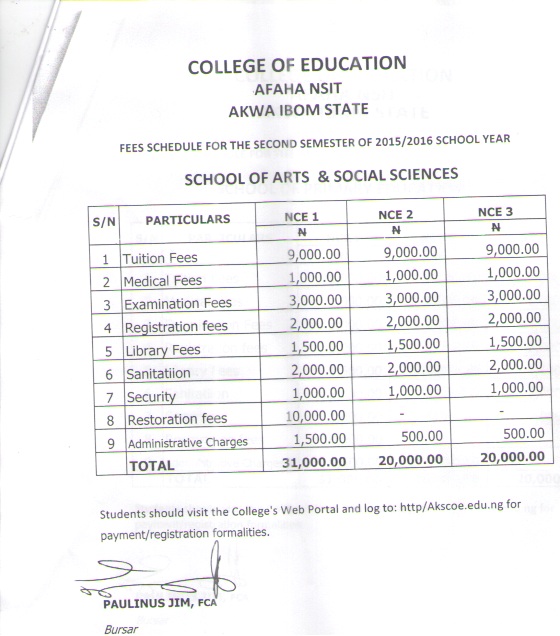 COLLEGE OF EDUCATION
AFAHA NSIT
AKWA IBOM STATE
FEES SCHEDULE FOR THE SECOND SEMESTER OF 2015/2016 SCHOOL YEAR
SCHOOL OF ARTS & SOCIAL SCIENCES
S/N PARTICULARS NCE 1 NCE 2 NCE 3
₦ ₦ ₦
1 Tuition Fees 9,000.00 9,000.00 9,000.00
2 Medical Fees 1,000.00 1,000.00 1,000.00
3 Examination Fees 3,000.00 3,000.00 3,000.00
4 Registration fees 2,000.00 2,000.00 2,000.00
5 Library Fees 1,500.00 1,500.00 1,500.00
6 Sanitatiion 2,000.00 2,000.00 2,000.00
7 Security 1,000.00 1,000.00 1,000.00
8 Restoration fees 10,000.00 - -
9 Administrative Charges 1,500.00 500.00 500.00
TOTAL 31,000.00 20,000.00 20,000.00
Students should visit the College's Web Portal and log to: http/Akscoe.edu.ng for
payment/registration formalities.
PAULINUS JIM, FCA
Bursar